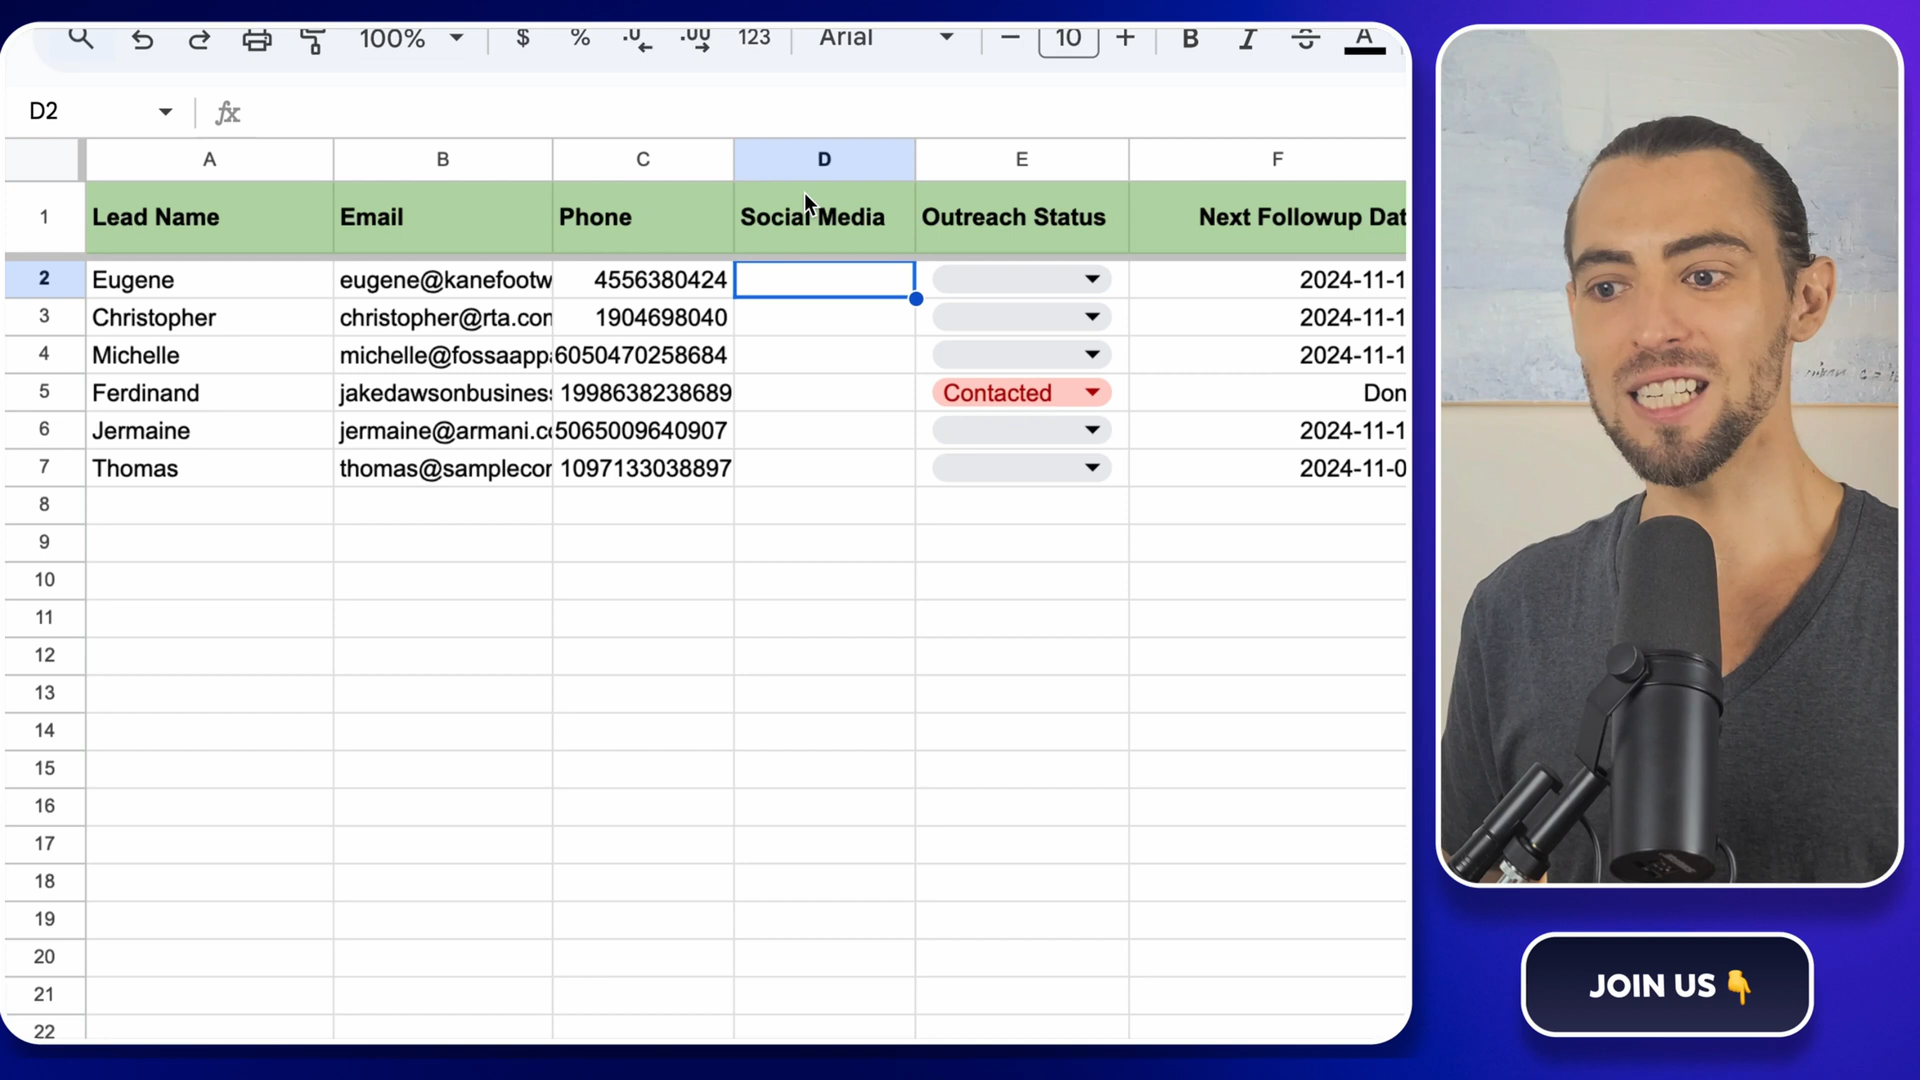 100% $ % .0 .00 123 Arial 10 B I S A
D2 fx
A B C D E F
1 Lead Name Email Phone Social Media Outreach Status Next Followup Dat
2 Eugene eugene@kanefootw 4556380424 2024-11-1
3 Christopher christopher@rta.con 1904698040 2024-11-1
4 Michelle michelle@fossaappa 6050470258684 2024-11-1
5 Ferdinand jakedawsonbusiness 1998638238689 Contacted Don
6 Jermaine jermaine@armani.co 5065009640907 2024-11-1
7 Thomas thomas@samplecor 1097133038897 2024-11-0
8
9
10
11
12
13
14
15
16
17
18
19
20
21
22
JOIN US 👇